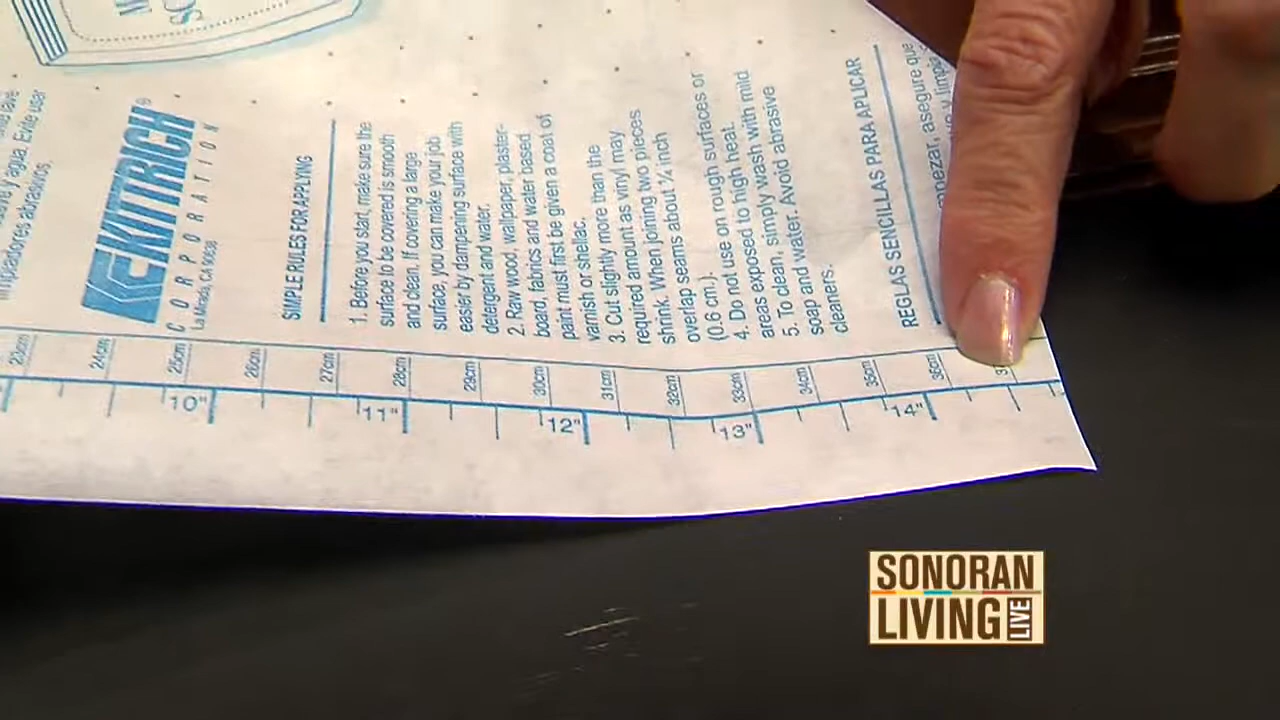 KEKITTRICH®
CORPORATION
La Mirada, CA 90638
SIMPLE RULES FOR APPLYING
1. Before you start, make sure the
surface to be covered is smooth
and clean. If covering a large
surface, you can make your job
easier by dampening surface with
detergent and water.
2. Raw wood, wallpaper, plaster-
board, fabrics and water based
paint must first be given a coat of
varnish or shellac.
3. Cut slightly more than the
required amount as vinyl may
shrink. When joining two pieces
overlap seams about ¼ inch
(0.6 cm.).
4. Do not use on rough surfaces or
areas exposed to high heat.
5. To clean, simply wash with mild
soap and water. Avoid abrasive
cleaners.
REGLAS SENCILLAS PARA APLICAR
asegure que
y agua. Evite usar
limpiadores abrasivos.
23cm 24cm 25cm 26cm 27cm 28cm 29cm 30cm 31cm 32cm 33cm 34cm 35cm 36cm
10" 11" 12" 13" 14"
SONORAN
LIVING LIVE